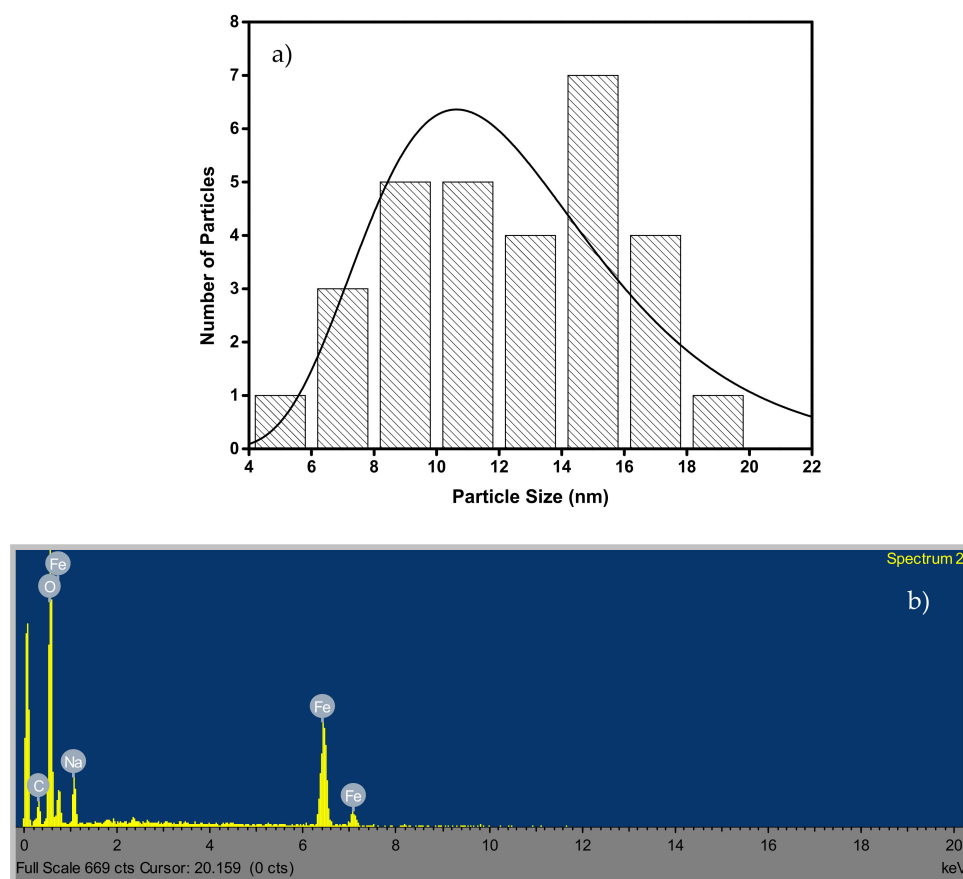 a)
8
7
6
5
4
3
2
1
0
Number of Particles
4 6 8 10 12 14 16 18 20 22
Particle Size (nm)
Spectrum 2
b)
Fe
O
Fe
Na
C
Fe
0 2 4 6 8 10 12 14 16 18 20
Full Scale 669 cts Cursor: 20.159 (0 cts)
keV